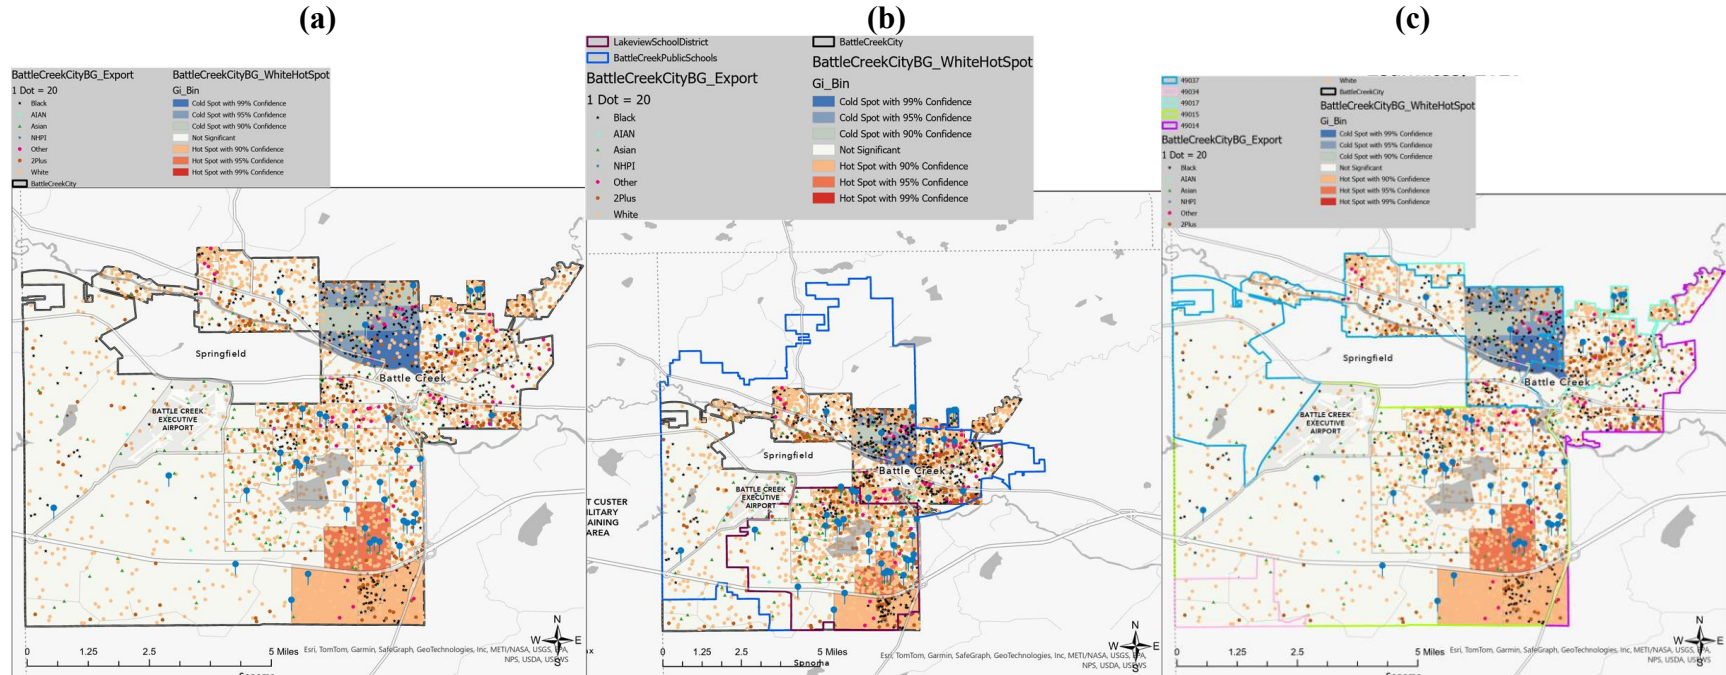 (a)
(b)
(c)
BattleCreekCityBG_Export
1 Dot = 20
Black
AIAN
Asian
NHPI
Other
2Plus
White
BattleCreekCity
BattleCreekCityBG_WhiteHotSpot
Gi_Bin
Cold Spot with 99% Confidence
Cold Spot with 95% Confidence
Cold Spot with 90% Confidence
Not Significant
Hot Spot with 90% Confidence
Hot Spot with 95% Confidence
Hot Spot with 99% Confidence
Springfield
Battle Creek
BATTLE CREEK
EXECUTIVE
AIRPORT
N
W E
S
0 1.25 2.5 5 Miles
Esri, TomTom, Garmin, SafeGraph, GeoTechnologies, Inc, METI/NASA, USGS, EPA,
NPS, USDA, USFWS
LakeviewSchoolDistrict
BattleCreekPublicSchools
BattleCreekCityBG_Export
1 Dot = 20
Black
AIAN
Asian
NHPI
Other
2Plus
White
BattleCreekCity
BattleCreekCityBG_WhiteHotSpot
Gi_Bin
Cold Spot with 99% Confidence
Cold Spot with 95% Confidence
Cold Spot with 90% Confidence
Not Significant
Hot Spot with 90% Confidence
Hot Spot with 95% Confidence
Hot Spot with 99% Confidence
Springfield
Battle Creek
BATTLE CREEK
EXECUTIVE
AIRPORT
T CUSTER
ILITARY
AINING
AREA
N
W E
S
0 1.25 2.5 5 Miles
Sonoma
Esri, TomTom, Garmin, SafeGraph, GeoTechnologies, Inc, METI/NASA, USGS, EPA,
NPS, USDA, USFWS
49037
49034
49017
49015
49014
BattleCreekCityBG_Export
1 Dot = 20
Black
AIAN
Asian
NHPI
Other
2Plus
White
BattleCreekCity
BattleCreekCityBG_WhiteHotSpot
Gi_Bin
Cold Spot with 99% Confidence
Cold Spot with 95% Confidence
Cold Spot with 90% Confidence
Not Significant
Hot Spot with 90% Confidence
Hot Spot with 95% Confidence
Hot Spot with 99% Confidence
Springfield
Battle Creek
BATTLE CREEK
EXECUTIVE
AIRPORT
N
W E
S
0 1.25 2.5 5 Miles
Esri, TomTom, Garmin, SafeGraph, GeoTechnologies, Inc, METI/NASA, USGS, EPA,
NPS, USDA, USFWS